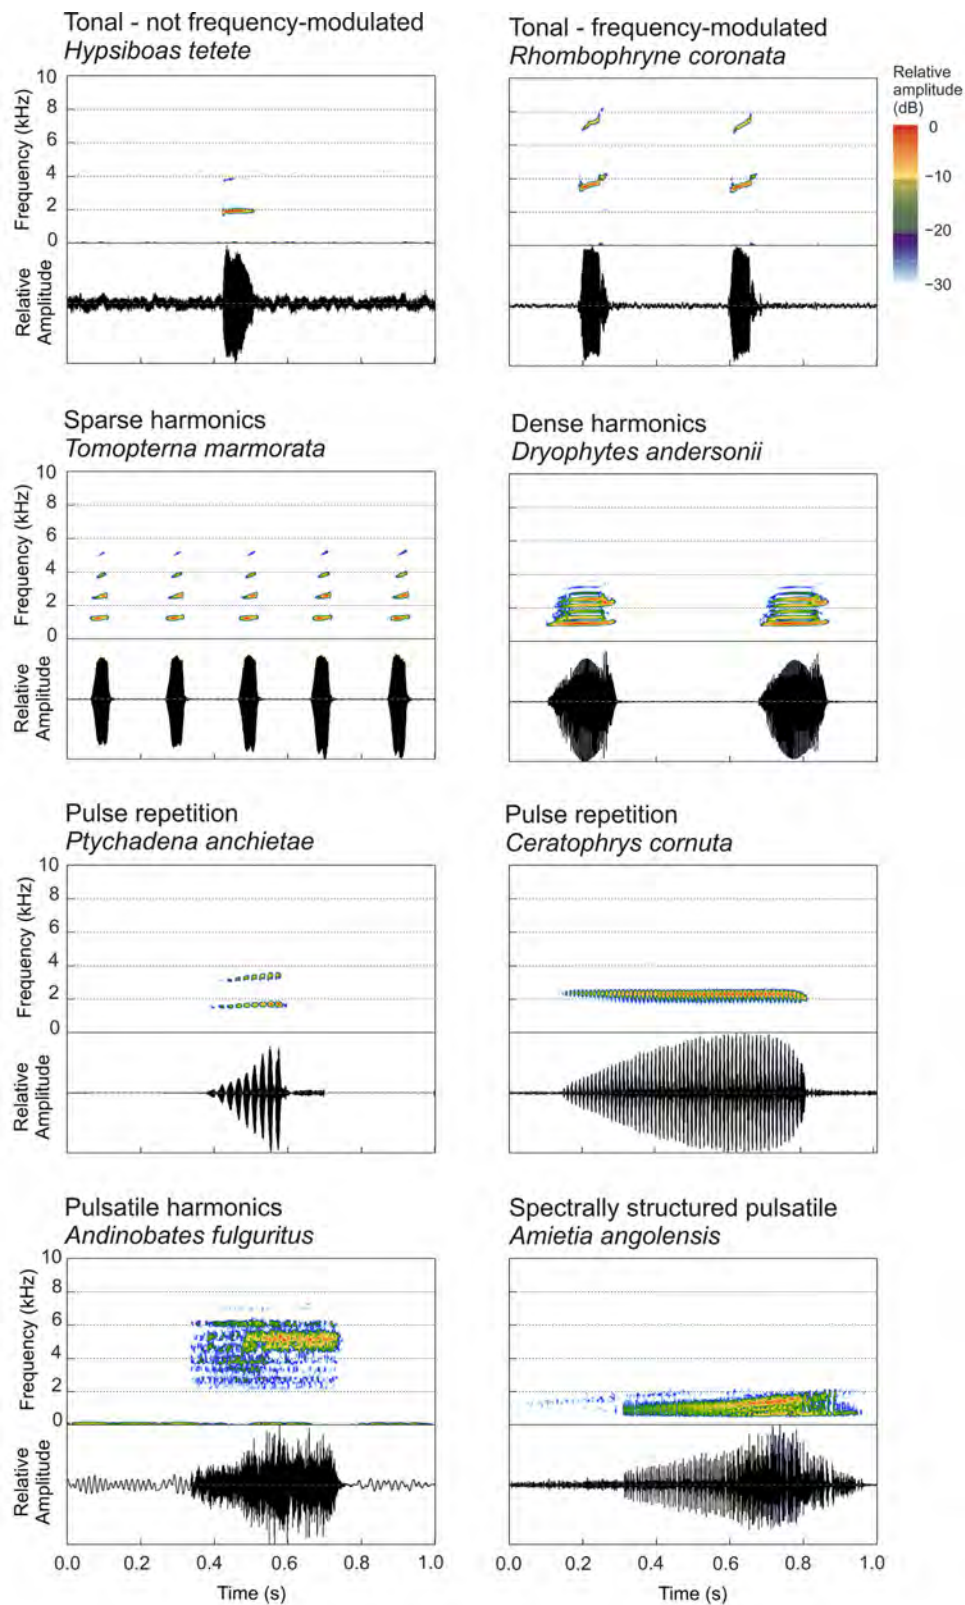 Tonal - not frequency-modulated
Hypsiboas tetete
Tonal - frequency-modulated
Rhombophryne coronata
Relative
amplitude
(dB)
0
−10
−20
−30
10
8
6
4
2
0
Frequency (kHz)
Relative
Amplitude
Sparse harmonics
Tomopterna marmorata
Dense harmonics
Dryophytes andersonii
10
8
6
4
2
0
Frequency (kHz)
Relative
Amplitude
Pulse repetition
Ptychadena anchietae
Pulse repetition
Ceratophrys cornuta
10
8
6
4
2
0
Frequency (kHz)
Relative
Amplitude
Pulsatile harmonics
Andinobates fulguritus
Spectrally structured pulsatile
Amietia angolensis
10
8
6
4
2
0
Frequency (kHz)
Relative
Amplitude
0.0 0.2 0.4 0.6 0.8 1.0
Time (s)
0.0 0.2 0.4 0.6 0.8 1.0
Time (s)